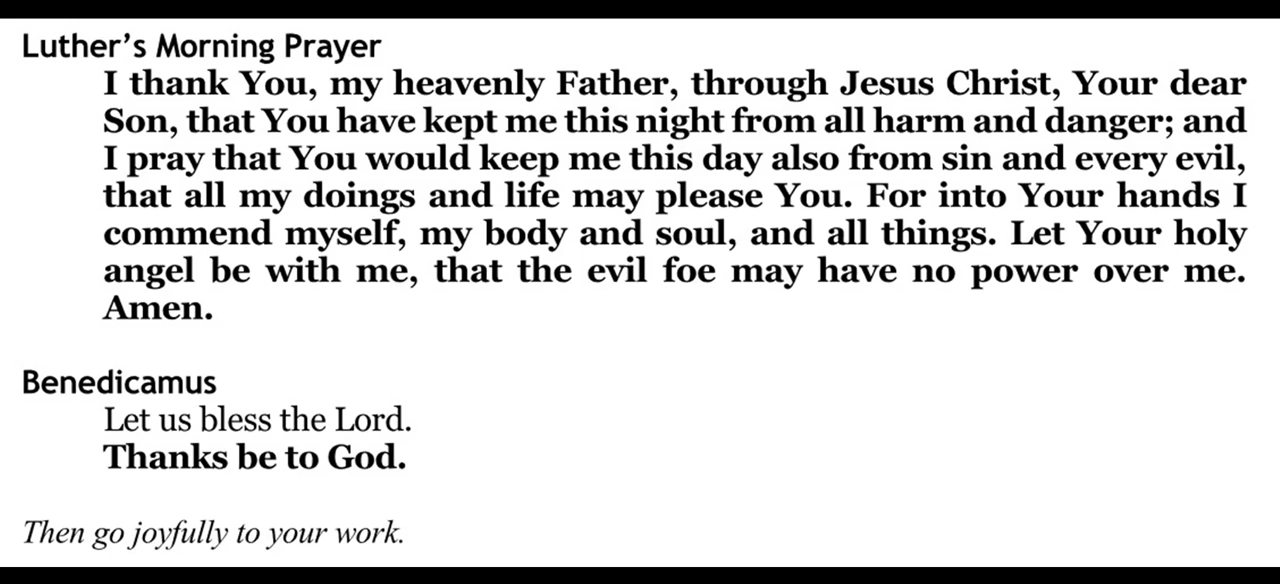 Luther’s Morning Prayer
I thank You, my heavenly Father, through Jesus Christ, Your dear
Son, that You have kept me this night from all harm and danger; and
I pray that You would keep me this day also from sin and every evil,
that all my doings and life may please You. For into Your hands I
commend myself, my body and soul, and all things. Let Your holy
angel be with me, that the evil foe may have no power over me.
Amen.
Benedicamus
Let us bless the Lord.
Thanks be to God.
Then go joyfully to your work.